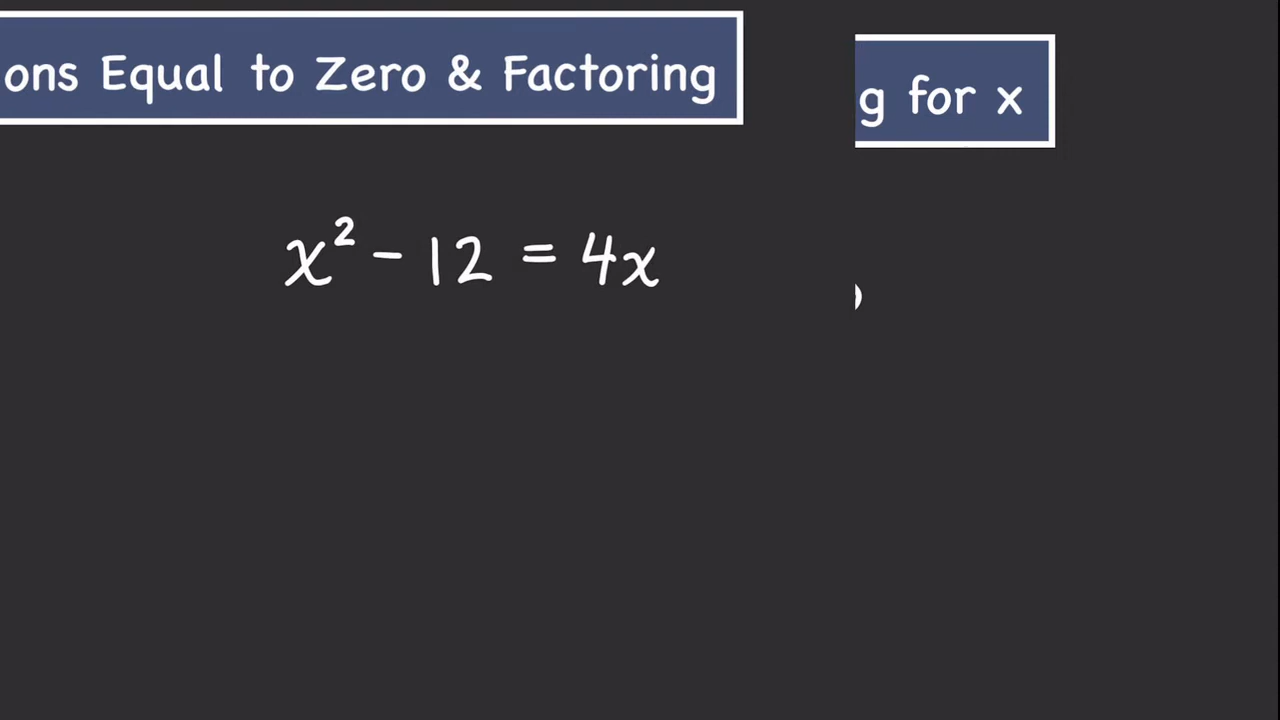 ons Equal to Zero & Factoring
g for x
x² - 12 = 4x